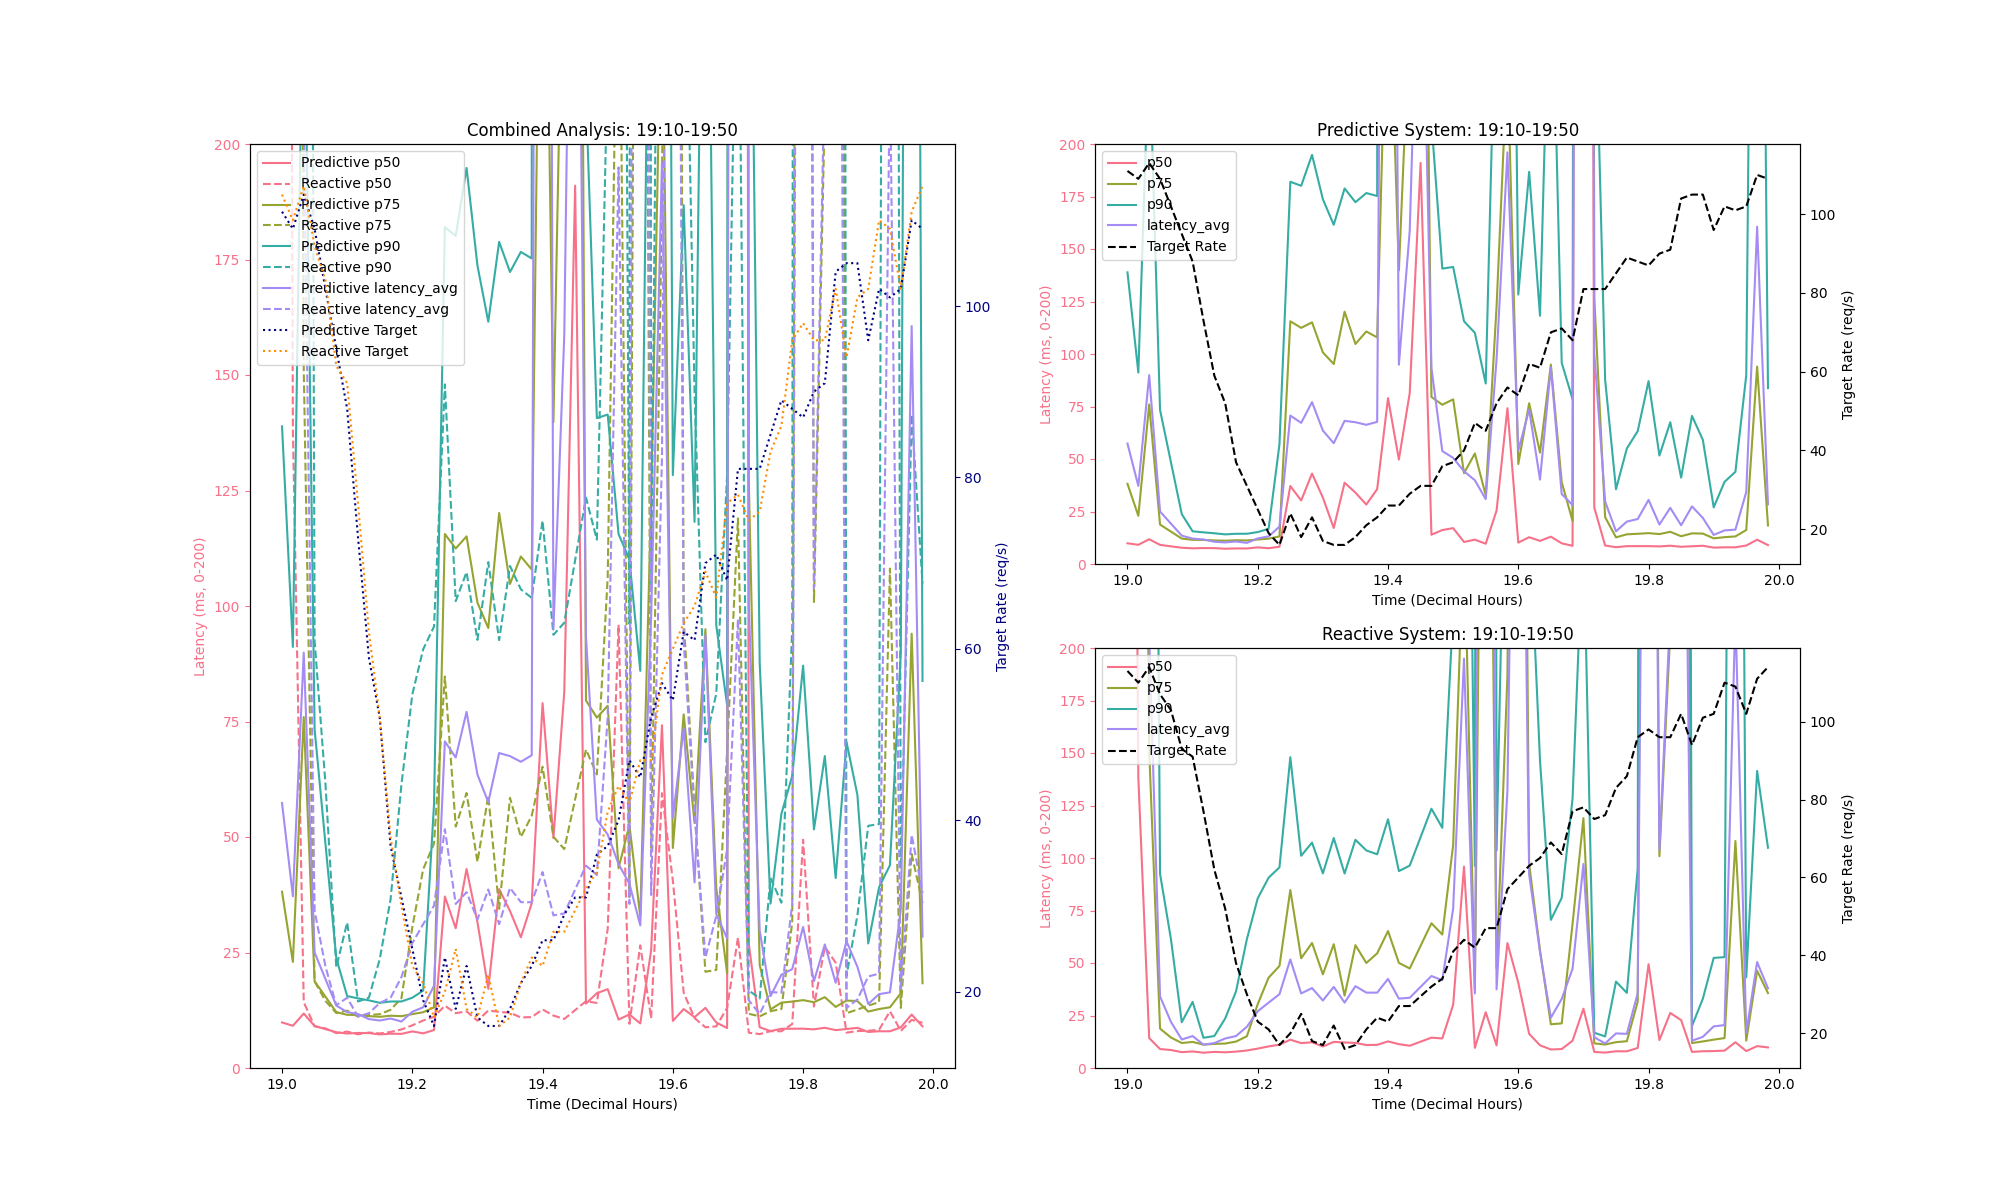 Combined Analysis: 19:10-19:50
200
175
150
125
100
75
50
25
0
Latency (ms, 0-200)
Predictive p50
Reactive p50
Predictive p75
Reactive p75
Predictive p90
Reactive p90
Predictive latency_avg
Reactive latency_avg
Predictive Target
Reactive Target
100
80
60
40
20
Target Rate (req/s)
19.0 19.2 19.4 19.6 19.8 20.0
Time (Decimal Hours)
Predictive System: 19:10-19:50
200
175
150
125
100
75
50
25
0
Latency (ms, 0-200)
p50
p75
p90
latency_avg
Target Rate
100
80
60
40
20
Target Rate (req/s)
19.0 19.2 19.4 19.6 19.8 20.0
Time (Decimal Hours)
Reactive System: 19:10-19:50
200
175
150
125
100
75
50
25
0
Latency (ms, 0-200)
p50
p75
p90
latency_avg
Target Rate
100
80
60
40
20
Target Rate (req/s)
19.0 19.2 19.4 19.6 19.8 20.0
Time (Decimal Hours)